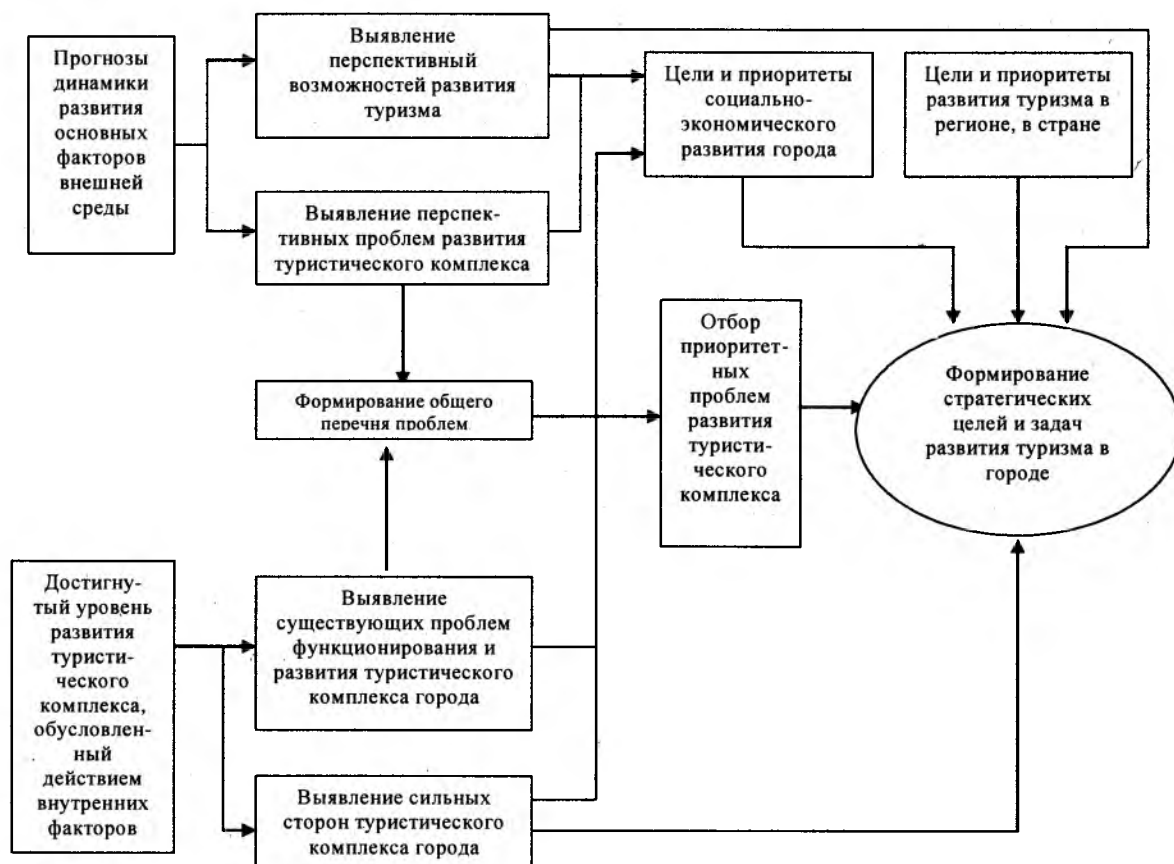 Прогнозы
динамики
развития
основных
факторов
внешней
среды
Выявление
перспективный
возможностей развития
туризма
Выявление перспек-
тивных проблем развития
туристического комплекса
Цели и приоритеты
социально-
экономического
развития города
Цели и приоритеты
развития туризма в
регионе, в стране
Формирование общего
перечня проблем
Отбор
приоритет-
ных
проблем
развития
туристи-
ческого
комплекса
Формирование
стратегических
целей и задач
развития туризма в
городе
Достигну-
тый уровень
развития
туристи-
ческого
комплекса,
обусловлен-
ный
действием
внутренних
факторов
Выявление
существующих проблем
функционирования и
развития туристического
комплекса города
Выявление сильных
сторон туристического
комплекса города